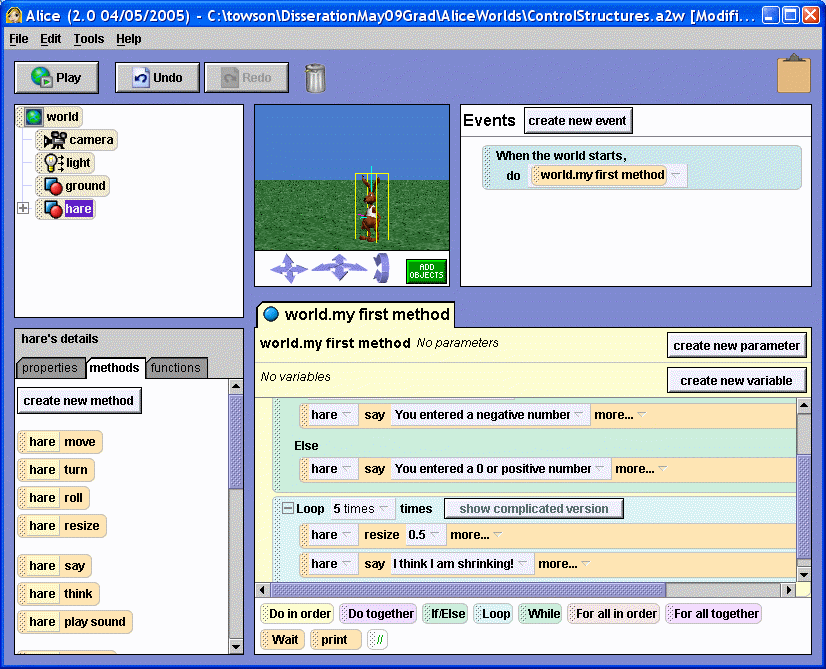 Alice (2.0 04/05/2005) - C:\towson\DisserationMay09Grad\AliceWorlds\ControlStructures.a2w [Modifi...
File Edit Tools Help
Play Undo Redo
world
camera
light
ground
hare
ADD
OBJECTS
Events create new event
When the world starts,
do world.my first method
hare's details
properties methods functions
create new method
hare move
hare turn
hare roll
hare resize
hare say
hare think
hare play sound
world.my first method
world.my first method No parameters create new parameter
No variables create new variable
hare say You entered a negative number more...
Else
hare say You entered a 0 or positive number more...
Loop 5 times times show complicated version
hare resize 0.5 more...
hare say I think I am shrinking! more...
Do in order Do together If/Else Loop While For all in order For all together
Wait print //